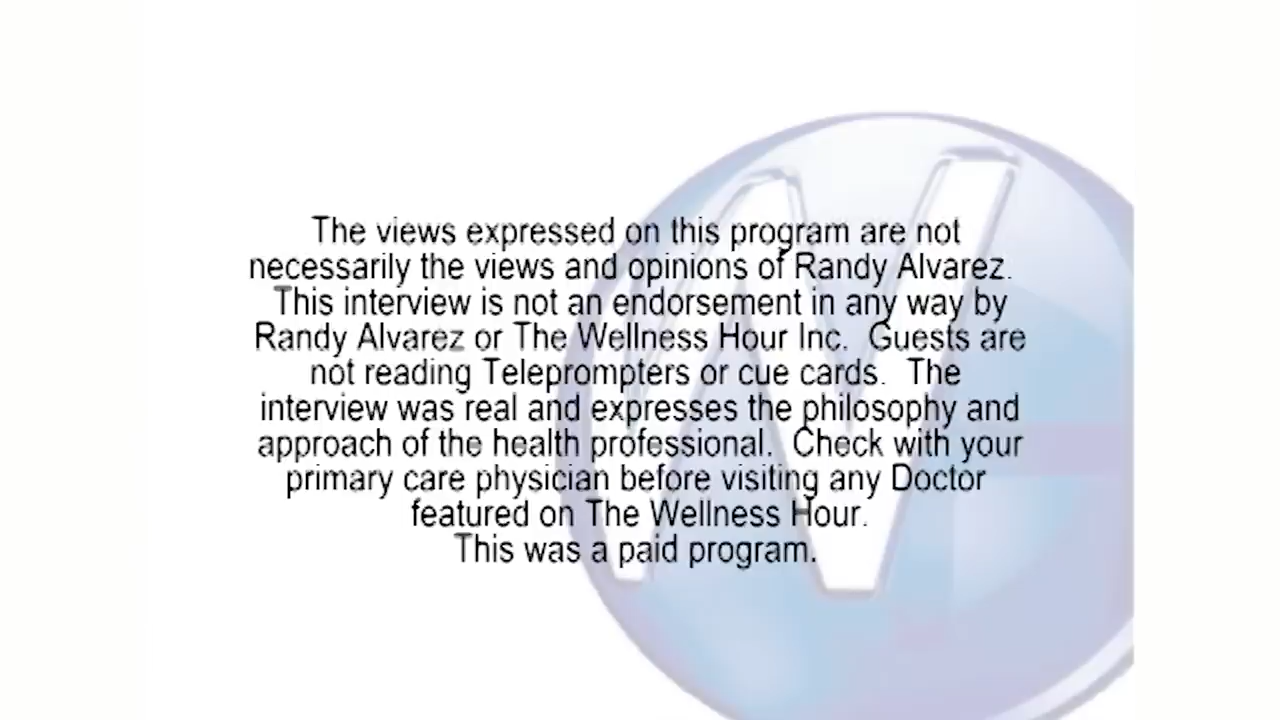 The views expressed on this program are not
necessarily the views and opinions of Randy Alvarez.
This interview is not an endorsement in any way by
Randy Alvarez or The Wellness Hour Inc.  Guests are
not reading Teleprompters or cue cards.  The
interview was real and expresses the philosophy and
approach of the health professional.  Check with your
primary care physician before visiting any Doctor
featured on The Wellness Hour.
This was a paid program.